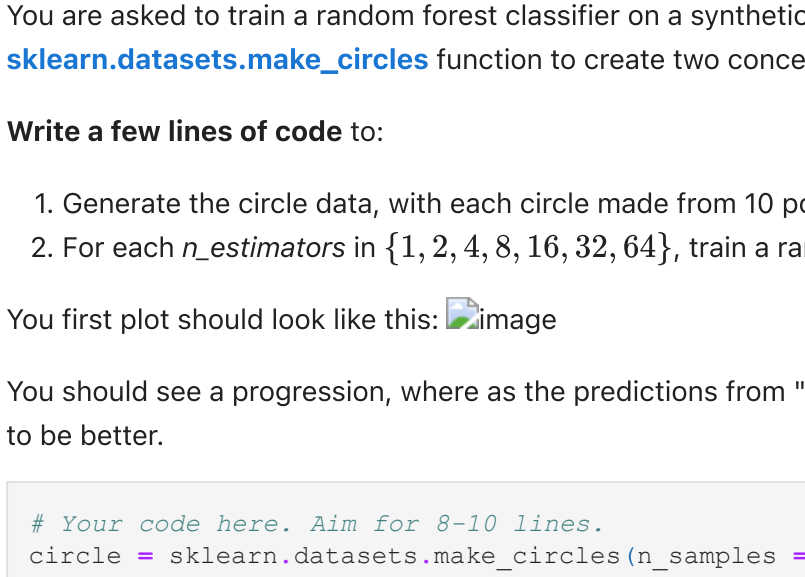 You are asked to train a random forest classifier on a synthetic
sklearn.datasets.make_circles function to create two conce
Write a few lines of code to:
1. Generate the circle data, with each circle made from 10 po
2. For each n_estimators in {1, 2, 4, 8, 16, 32, 64}, train a ra
You first plot should look like this: image
You should see a progression, where as the predictions from "
to be better.
# Your code here. Aim for 8-10 lines.
circle = sklearn.datasets.make_circles(n_samples =